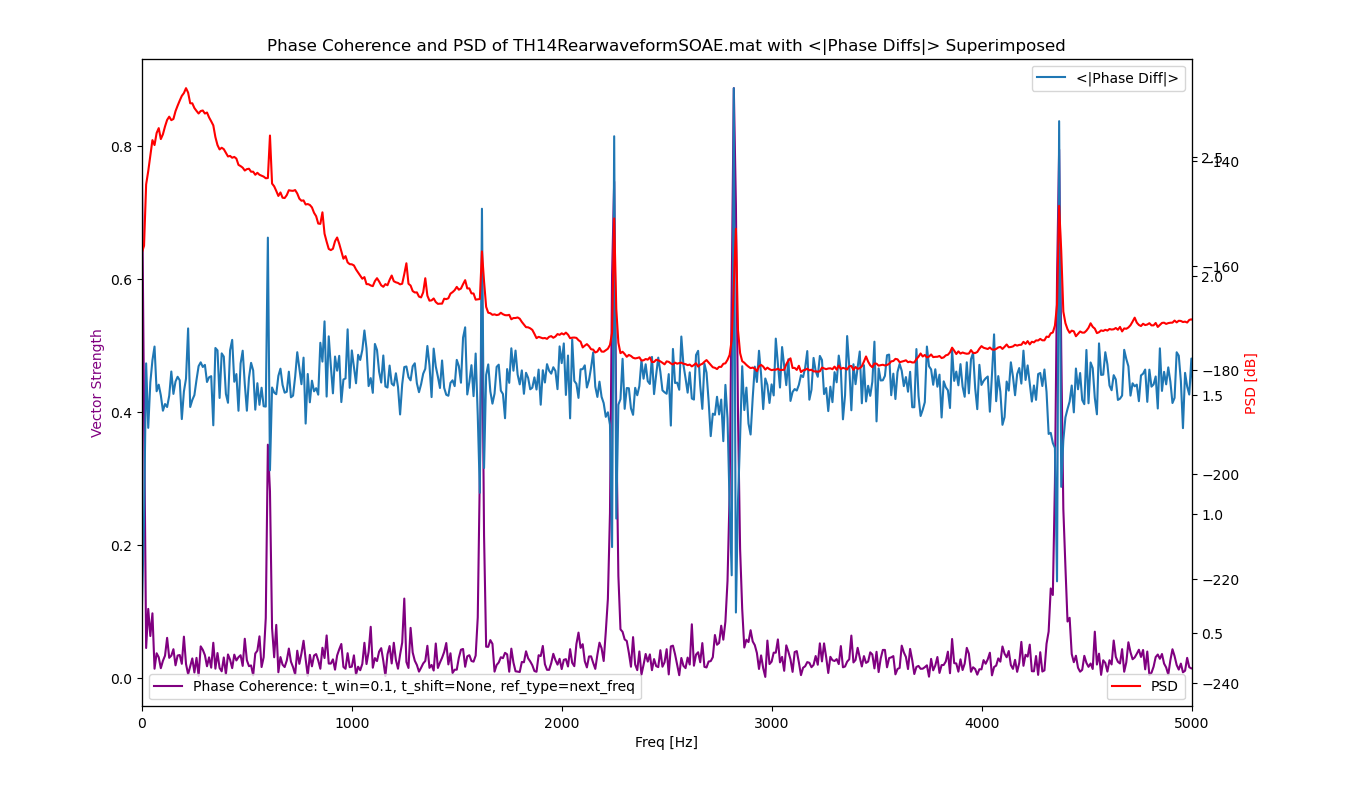 Phase Coherence and PSD of TH14RearwaveformSOAE.mat with <|Phase Diffs|> Superimposed
<|Phase Diff|>
0.8
0.6
0.4
0.2
0.0
Vector Strength
2.5
−140
−160
2.0
−180
1.5
−200
1.0
−220
0.5
−240
PSD [dB]
Phase Coherence: t_win=0.1, t_shift=None, ref_type=next_freq
PSD
0 1000 2000 3000 4000 5000
Freq [Hz]